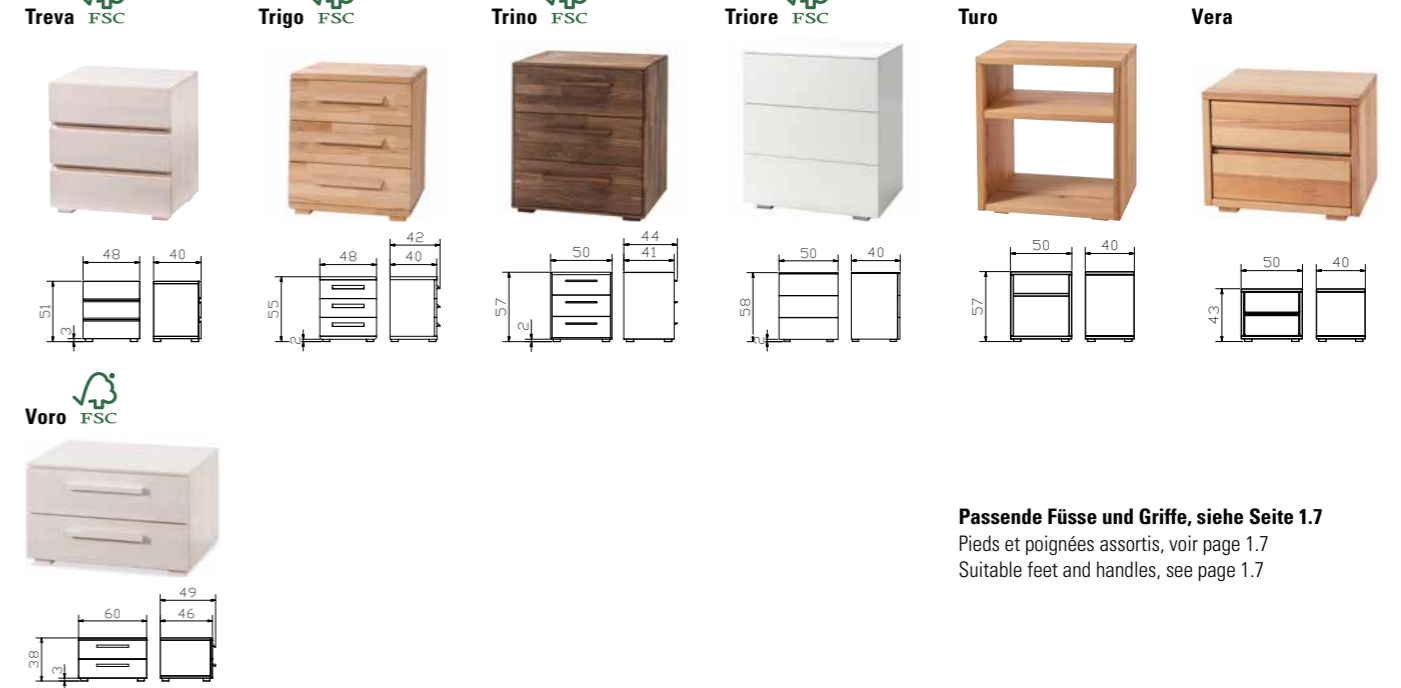 Treva FSC
Trigo FSC
Trino FSC
Triore FSC
Turo
Vera
48 40
51
3
42
48 40
55
2
44
50 41
57
2
50 40
58
2
50 40
57
50 40
43
Voro FSC
49
60 46
38
3
Passende Füsse und Griffe, siehe Seite 1.7
Pieds et poignées assortis, voir page 1.7
Suitable feet and handles, see page 1.7